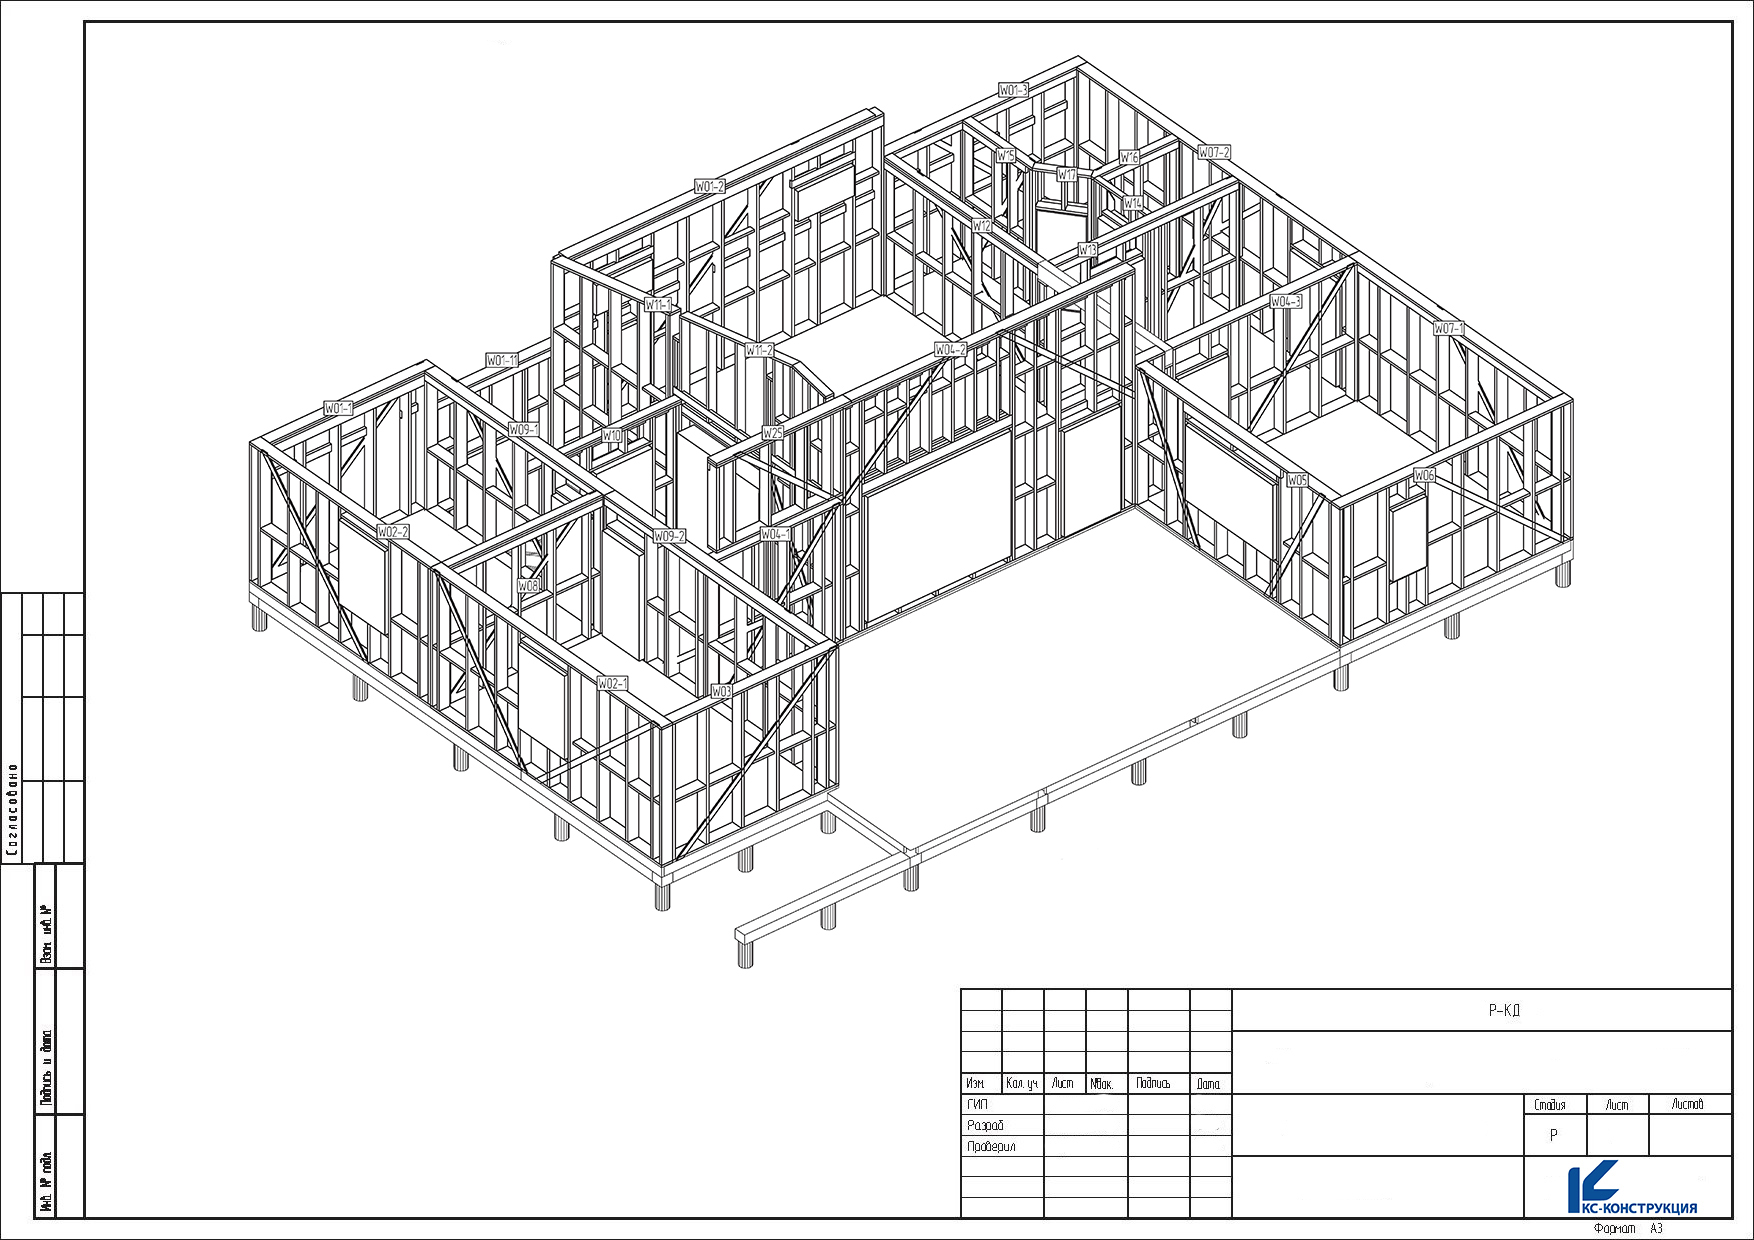 W01-3
W15
W16
W07-2
W17
W01-2
W14
W12
W13
W11-1
W04-3
W07-1
W11-2
W04-2
W01-11
W01-1
W09-1
W10
W25
W06
W05
W02-2
W09-2
W04-1
W08
W02-1
W03
Согласовано
Взам. инв. №
Подпись и дата
Инв. № подл.
Р-КД
Изм. Кол. уч Лист №док. Подпись Дата
ГИП
Разраб
Проверил
Стадия Лист Листов
Р
КС-КОНСТРУКЦИЯ
Формат А3